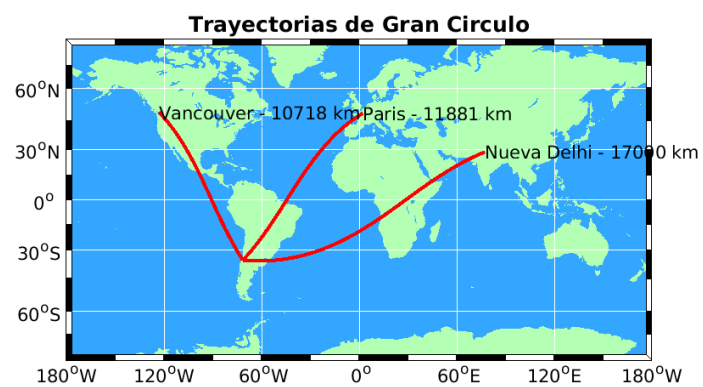 Trayectorias de Gran Circulo
60°N
Vancouver - 10718 km
Paris - 11881 km
30°N
Nueva Delhi - 17000 km
0°
30°S
60°S
180°W 120°W 60°W 0° 60°E 120°E 180°W